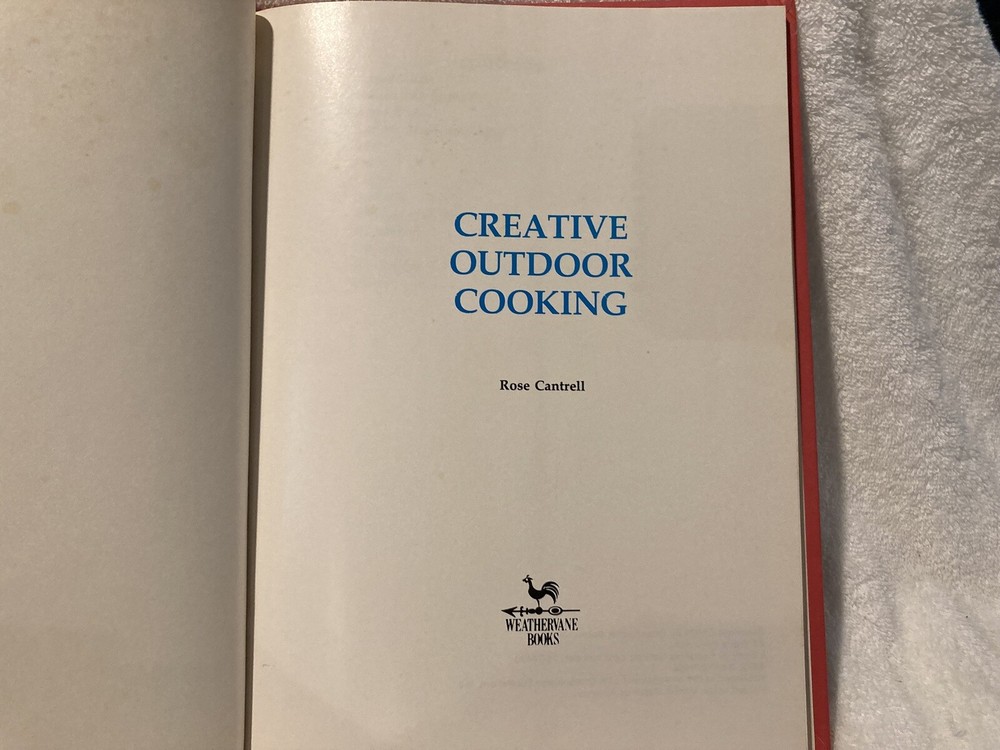 CREATIVE
OUTDOOR
COOKING
Rose Cantrell
WEATHERVANE
BOOKS